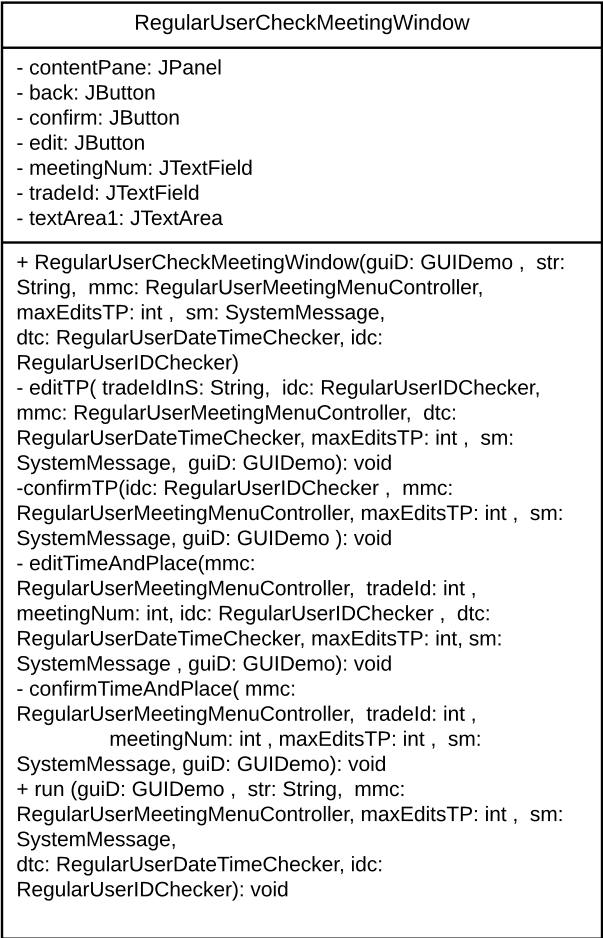 RegularUserCheckMeetingWindow
- contentPane: JPanel
- back: JButton
- confirm: JButton
- edit: JButton
- meetingNum: JTextField
- tradeId: JTextField
- textArea1: JTextArea
+ RegularUserCheckMeetingWindow(guiD: GUIDemo ,  str:
String,  mmc: RegularUserMeetingMenuController,
maxEditsTP: int ,  sm: SystemMessage,
dtc: RegularUserDateTimeChecker, idc:
RegularUserIDChecker)
- editTP( tradeIdInS: String,  idc: RegularUserIDChecker,
mmc: RegularUserMeetingMenuController,  dtc:
RegularUserDateTimeChecker, maxEditsTP: int ,  sm:
SystemMessage,  guiD: GUIDemo): void
-confirmTP(idc: RegularUserIDChecker ,  mmc:
RegularUserMeetingMenuController, maxEditsTP: int ,  sm:
SystemMessage, guiD: GUIDemo ): void
- editTimeAndPlace(mmc:
RegularUserMeetingMenuController,  tradeId: int ,
meetingNum: int, idc: RegularUserIDChecker ,  dtc:
RegularUserDateTimeChecker, maxEditsTP: int, sm:
SystemMessage , guiD: GUIDemo): void
- confirmTimeAndPlace( mmc:
RegularUserMeetingMenuController,  tradeId: int ,
meetingNum: int , maxEditsTP: int ,  sm:
SystemMessage, guiD: GUIDemo): void
+ run (guiD: GUIDemo ,  str: String,  mmc:
RegularUserMeetingMenuController, maxEditsTP: int ,  sm:
SystemMessage,
dtc: RegularUserDateTimeChecker, idc:
RegularUserIDChecker): void